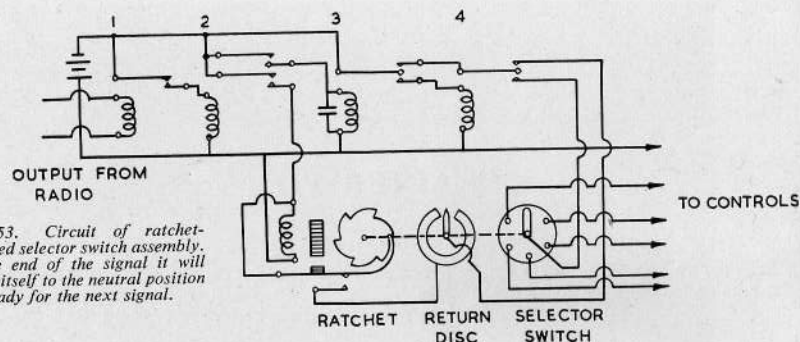 1 2 3 4
OUTPUT FROM
RADIO
TO CONTROLS
53. Circuit of ratchet-
ed selector switch assembly.
e end of the signal it will
itself to the neutral position
ady for the next signal.
RATCHET RETURN SELECTOR
DISC SWITCH